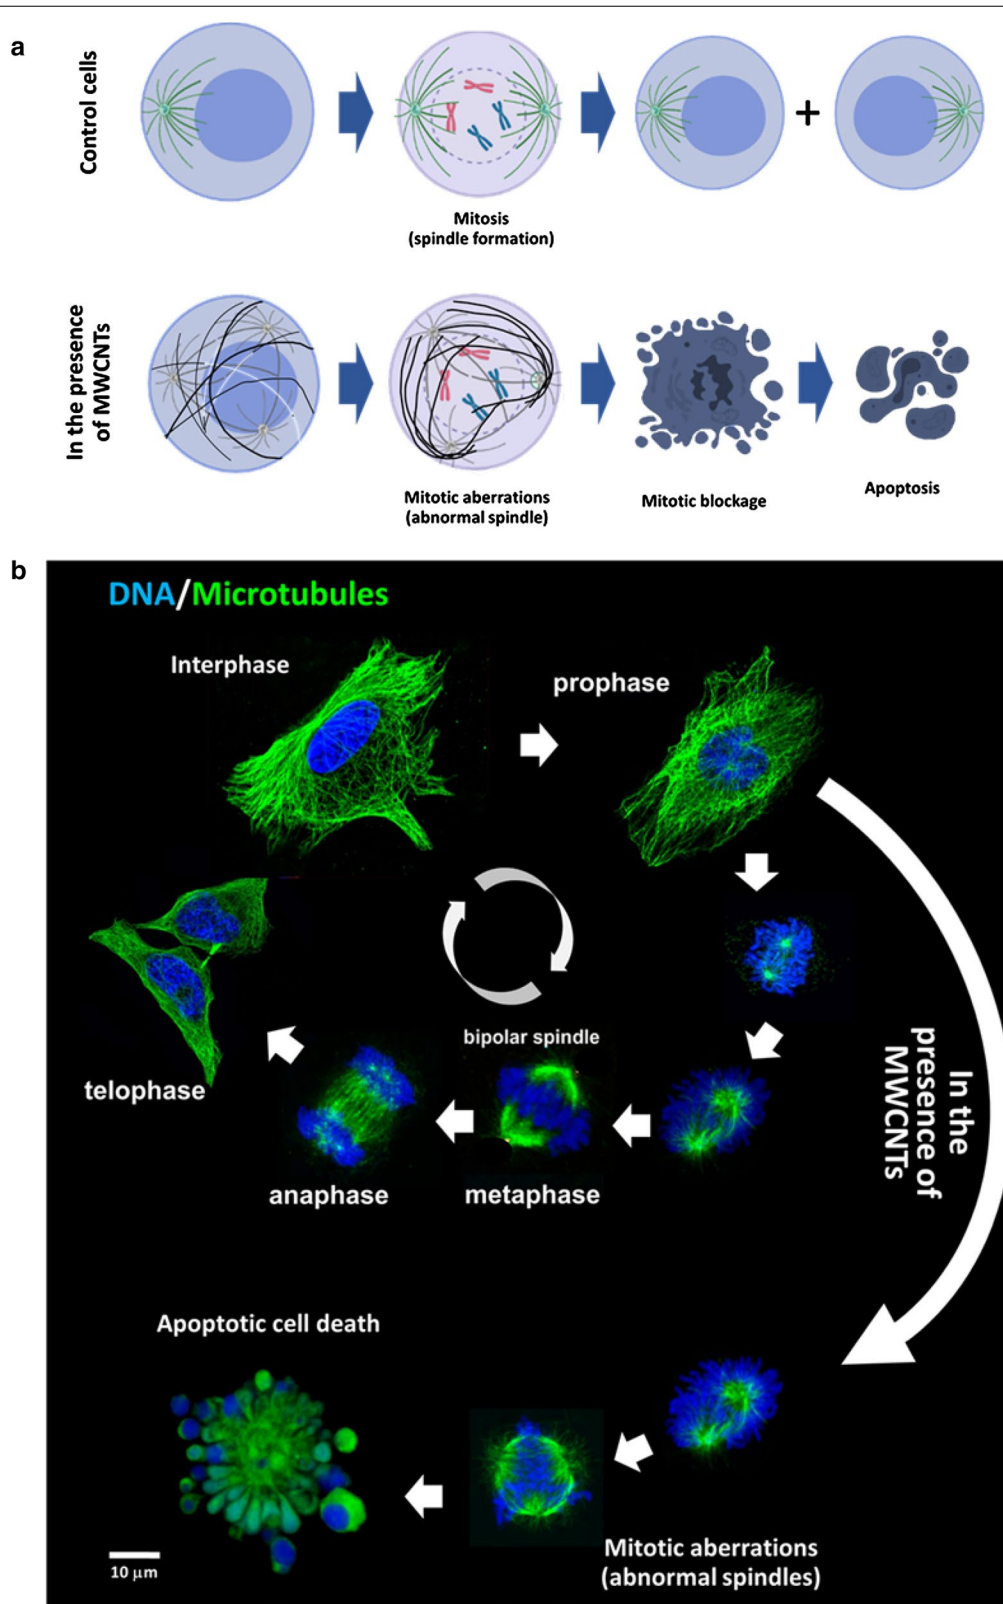 a
Control cells
+
Mitosis
(spindle formation)
In the presence
of MWCNTs
Mitotic aberrations
(abnormal spindle)
Mitotic blockage
Apoptosis
b
DNA/Microtubules
Interphase
prophase
bipolar spindle
telophase
anaphase
metaphase
In the
presence of
MWCNTs
Apoptotic cell death
Mitotic aberrations
(abnormal spindles)
10 μm